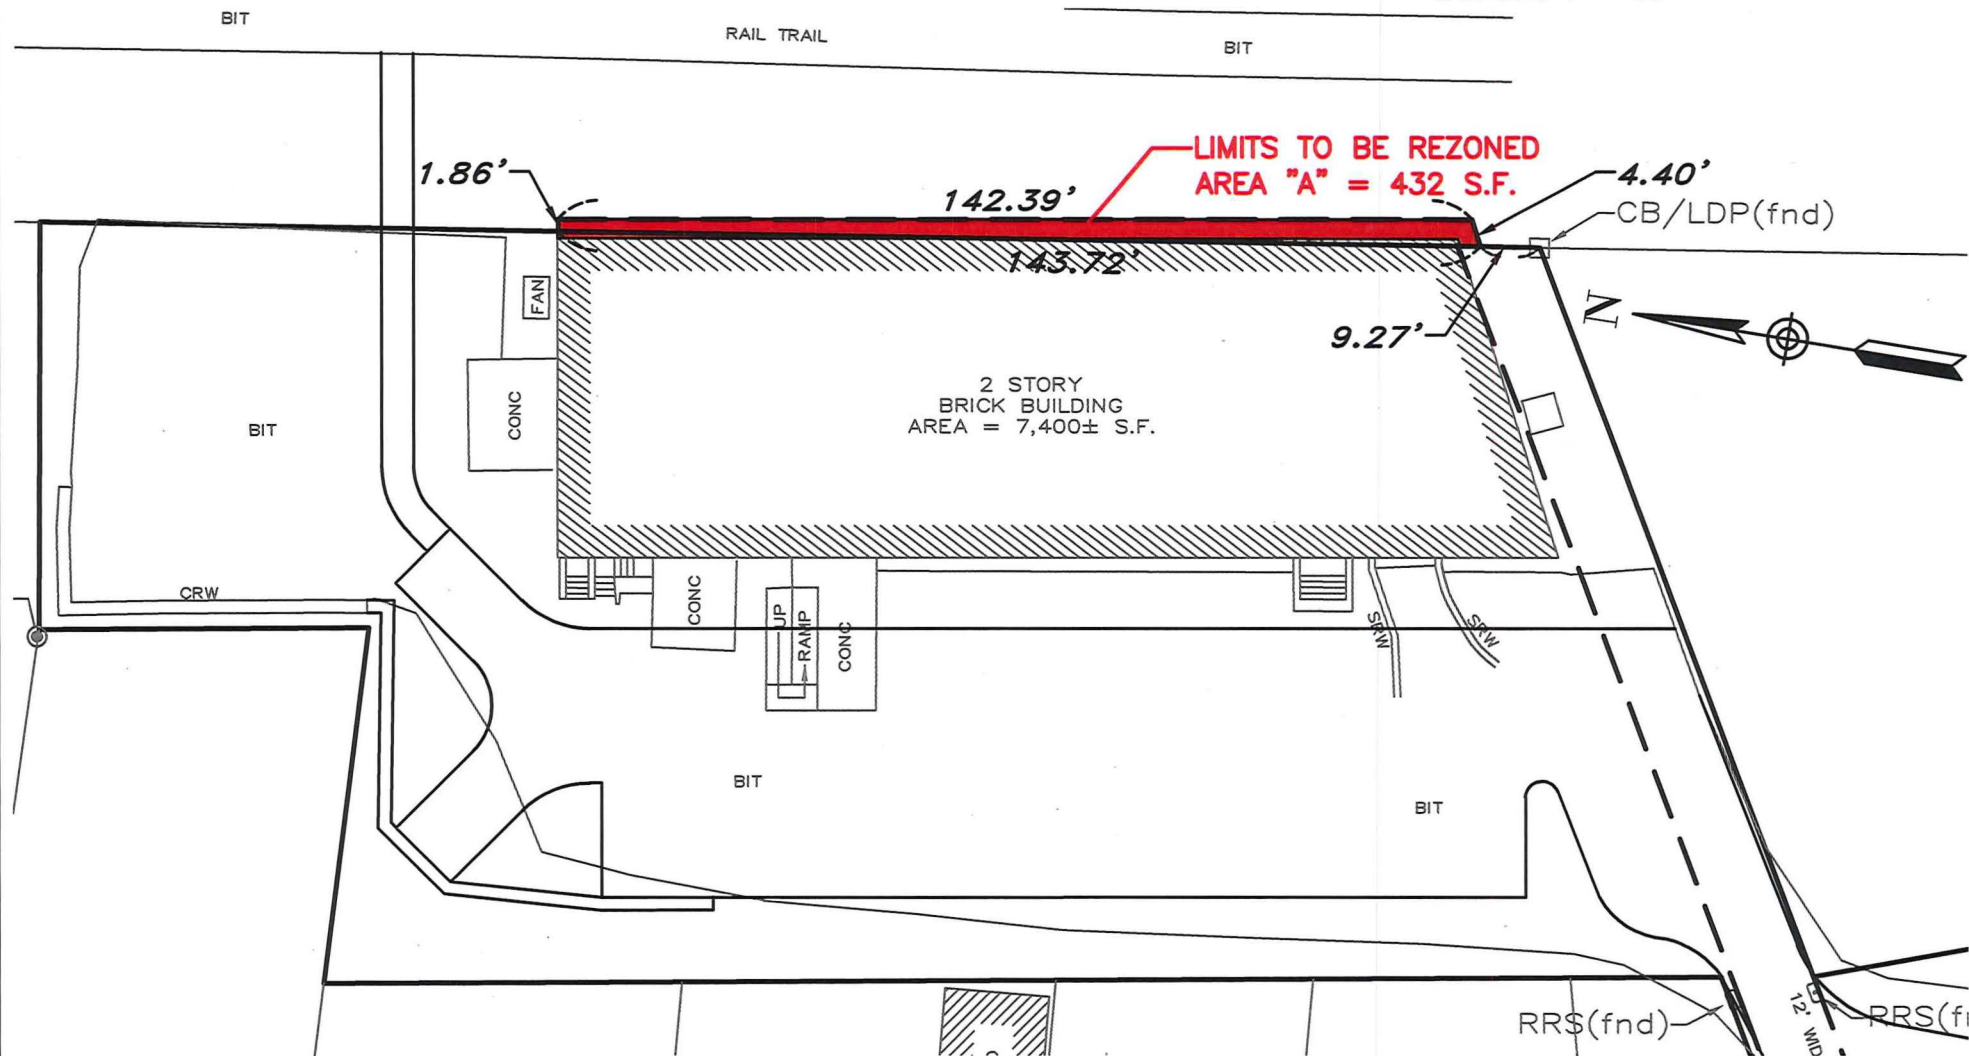 BIT
RAIL TRAIL
BIT
LIMITS TO BE REZONED
AREA "A" = 432 S.F.
1.86'
142.39'
4.40'
CB/LDP(fnd)
143.72'
FAN
9.27'
N
2 STORY
BRICK BUILDING
AREA = 7,400± S.F.
CONC
BIT
CRW
CONC
UP
RAMP
CONC
SRW
SRW
BIT
BIT
RRS(fnd)
12' WID
RRS(f